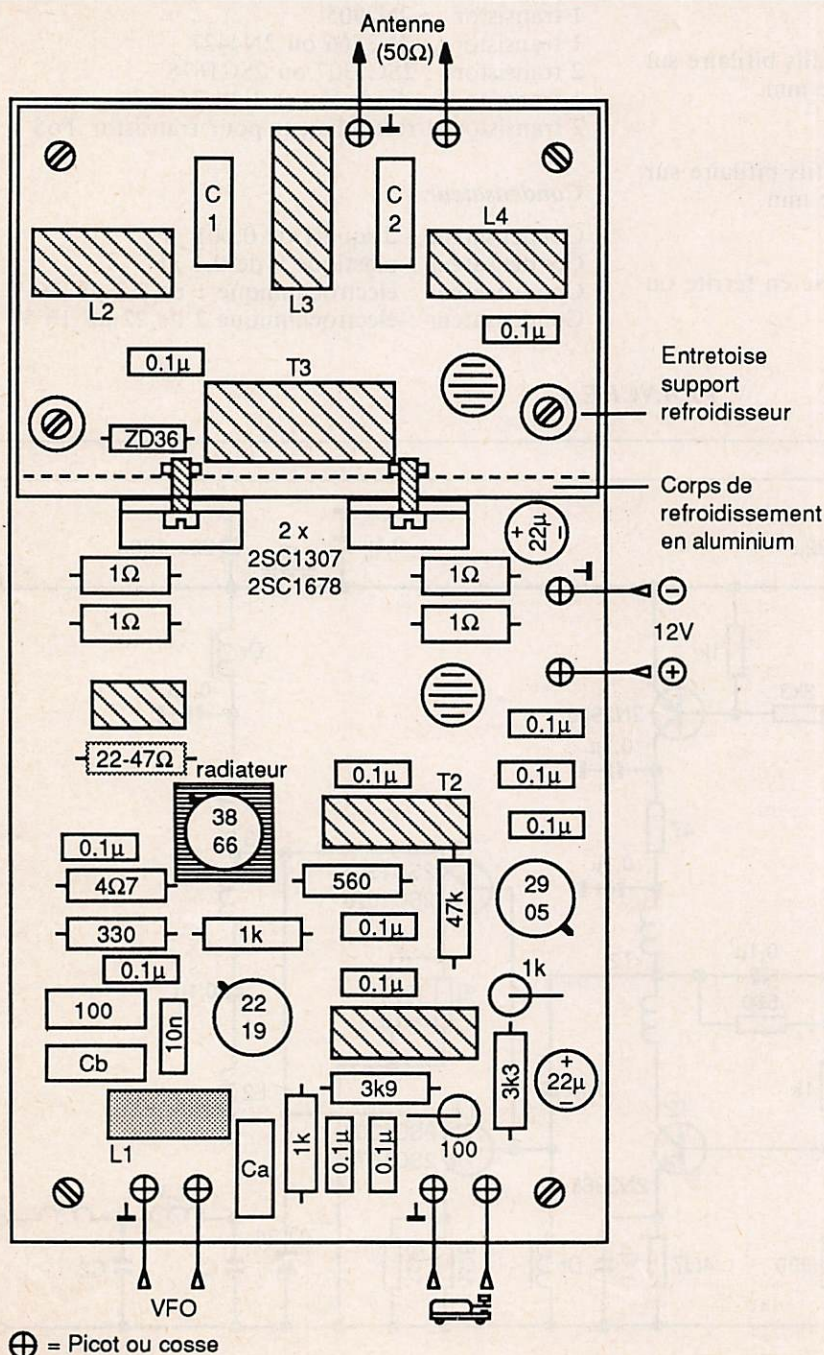 Antenne
(50Ω)
C
1
C
2
L4
L2
L3
0.1µ
0.1µ
T3
Entretoise
support
refroidisseur
ZD36
Corps de
refroidissement
en aluminium
2 x
2SC1307
2SC1678
+ 22µ –
1Ω
1Ω
1Ω
1Ω
–
12V
+
0.1µ
22-47Ω
radiateur
0.1µ
T2
0.1µ
38
66
0.1µ
0.1µ
4Ω7
560
47k
29
05
330
1k
0.1µ
0.1µ
1k
0.1µ
100
10n
22
19
Cb
3k9
3k3
+
22µ
–
L1
Ca
1k
0.1µ
0.1µ
100
VFO
= Picot ou cosse